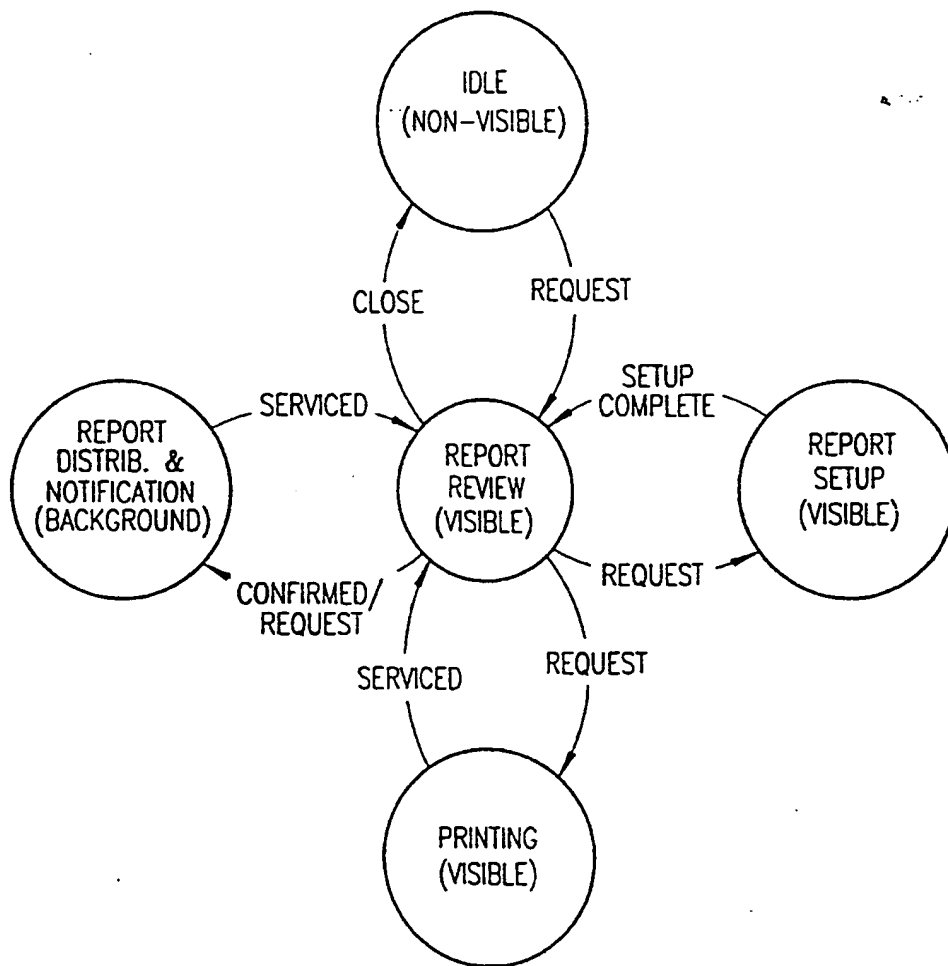 IDLE
(NON-VISIBLE)
CLOSE
REQUEST
SERVICED
SETUP
COMPLETE
REPORT
DISTRIB. &
NOTIFICATION
(BACKGROUND)
REPORT
REVIEW
(VISIBLE)
REPORT
SETUP
(VISIBLE)
CONFIRMED/
REQUEST
REQUEST
SERVICED
REQUEST
PRINTING
(VISIBLE)